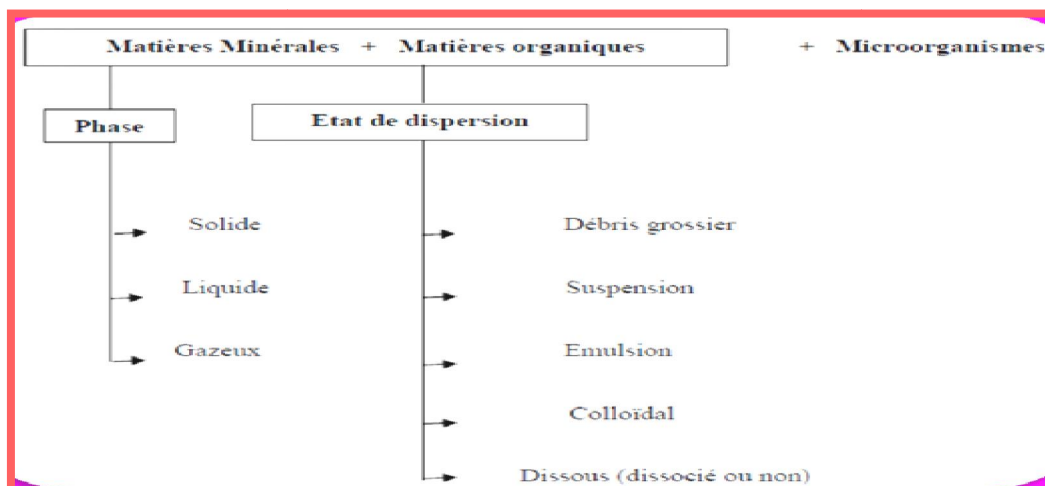 Matières Minérales + Matières organiques + Microorganismes
Phase
Etat de dispersion
Solide
Débris grossier
Liquide
Suspension
Gazeux
Emulsion
Colloïdal
Dissous (dissocié ou non)